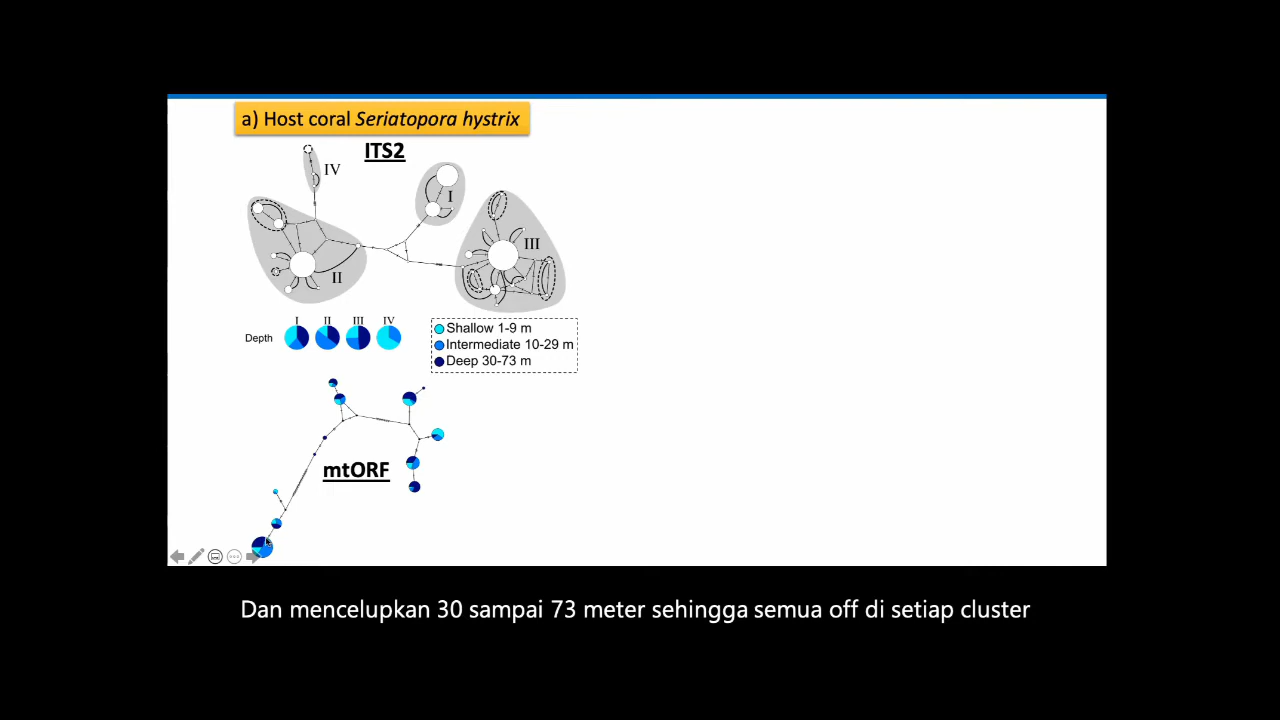 a) Host coral Seriatopora hystrix
ITS2
IV
I
III
II
I II III IV
Depth
Shallow 1-9 m
Intermediate 10-29 m
Deep 30-73 m
mtORF
Dan mencelupkan 30 sampai 73 meter sehingga semua off di setiap cluster